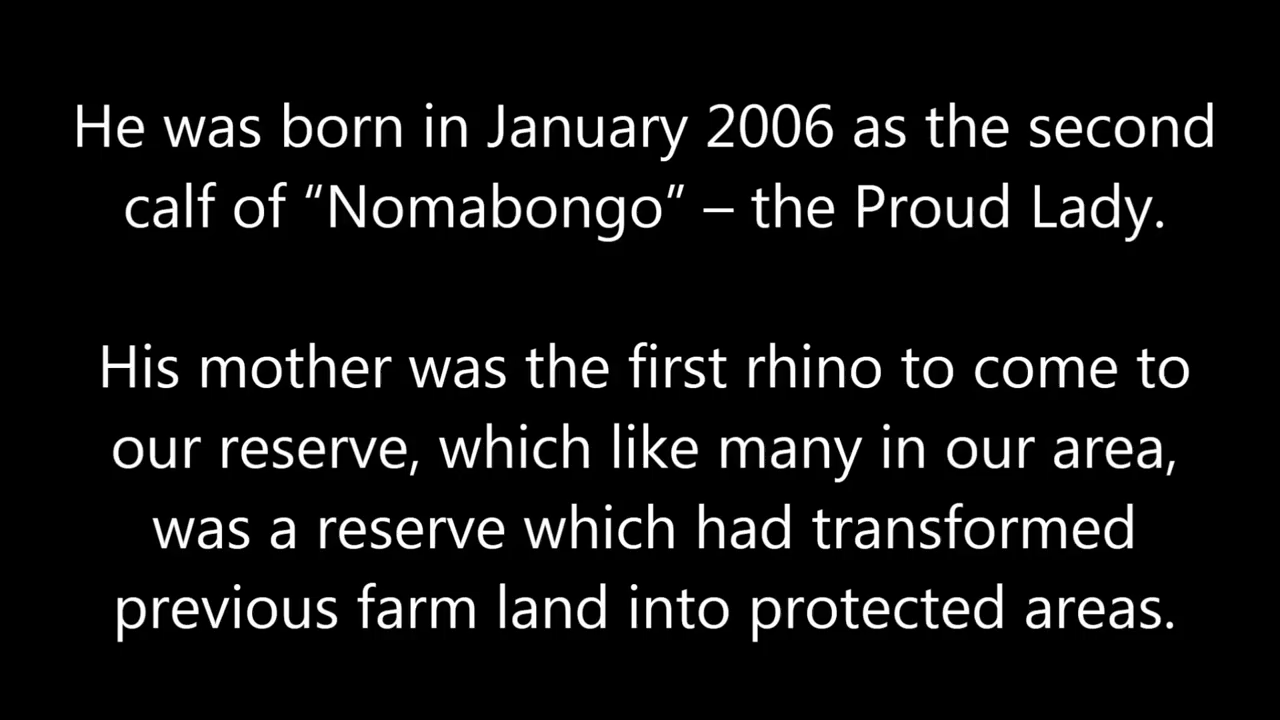 He was born in January 2006 as the second
calf of “Nomabongo” – the Proud Lady.
His mother was the first rhino to come to
our reserve, which like many in our area,
was a reserve which had transformed
previous farm land into protected areas.